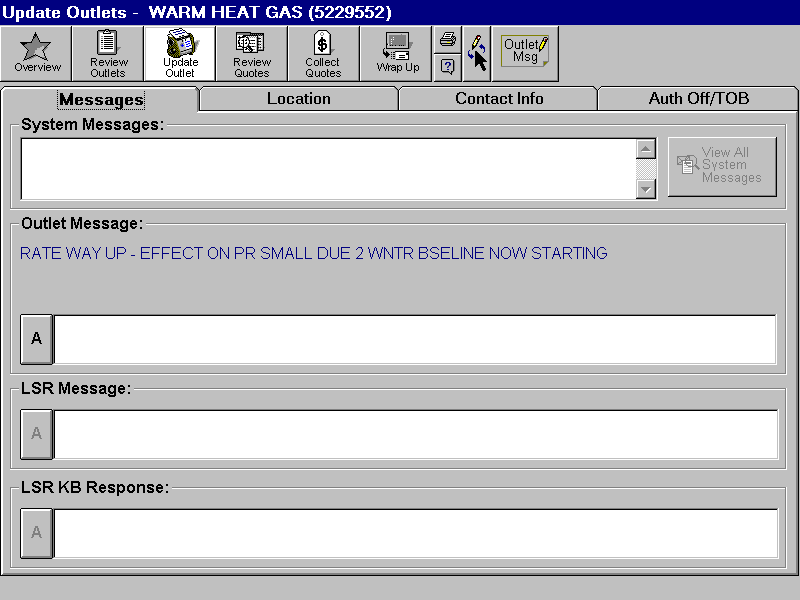 Update Outlets - WARM HEAT GAS (5229552)
Overview
Review
Outlets
Update
Outlet
Review
Quotes
Collect
Quotes
Wrap Up
Outlet
Msg
Messages
Location
Contact Info
Auth Off/TOB
System Messages:
View All
System
Messages
Outlet Message:
RATE WAY UP - EFFECT ON PR SMALL DUE 2 WNTR BSELINE NOW STARTING
A
LSR Message:
A
LSR KB Response:
A